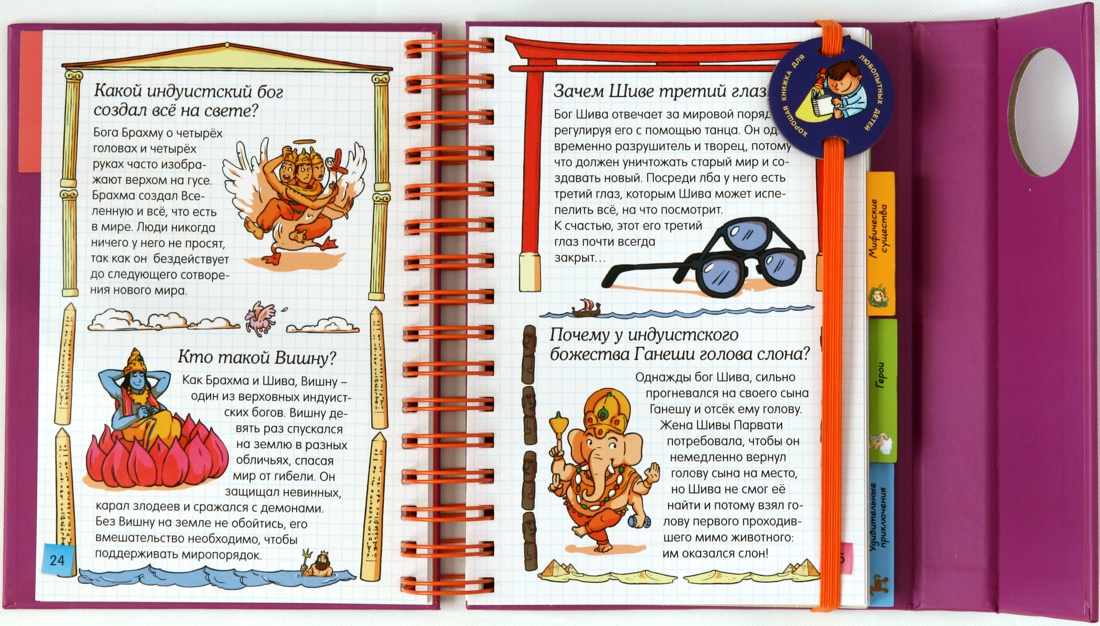 Какой индуистский бог
создал всё на свете?
Бога Брахму о четырёх
головах и четырёх
руках часто изобра-
жают верхом на гусе.
Брахма создал Все-
ленную и всё, что есть
в мире. Люди никогда
ничего у него не просят,
так как он бездействует
до следующего сотворе-
ния нового мира.
Кто такой Вишну?
Как Брахма и Шива, Вишну –
один из верховных индуист-
ских богов. Вишну де-
вять раз спускался
на землю в разных
обличьях, спасая
мир от гибели. Он
защищал невинных,
карал злодеев и сражался с демонами.
Без Вишну на земле не обойтись, его
вмешательство необходимо, чтобы
поддерживать миропорядок.
24
Зачем Шиве третий глаз
Бог Шива отвечает за мировой поряд
регулируя его с помощью танца. Он од
временно разрушитель и творец, потому
что должен уничтожать старый мир и со-
здавать новый. Посреди лба у него есть
третий глаз, которым Шива может испе-
пелить всё, на что посмотрит.
К счастью, этот его третий
глаз почти всегда
закрыт...
Почему у индуистского
божества Ганеши голова слона?
Однажды бог Шива, сильно
прогневался на своего сына
Ганешу и отсёк ему голову.
Жена Шивы Парвати
потребовала, чтобы он
немедленно вернул
голову сына на место,
но Шива не смог её
найти и потому взял го-
лову первого проходив-
шего мимо животного:
им оказался слон!
5
ХОРОШАЯ КНИЖКА ДЛЯ ЛЮБОПЫТНЫХ ДЕТЕЙ
Мифические
существа
Герои
Удивительные
приключения